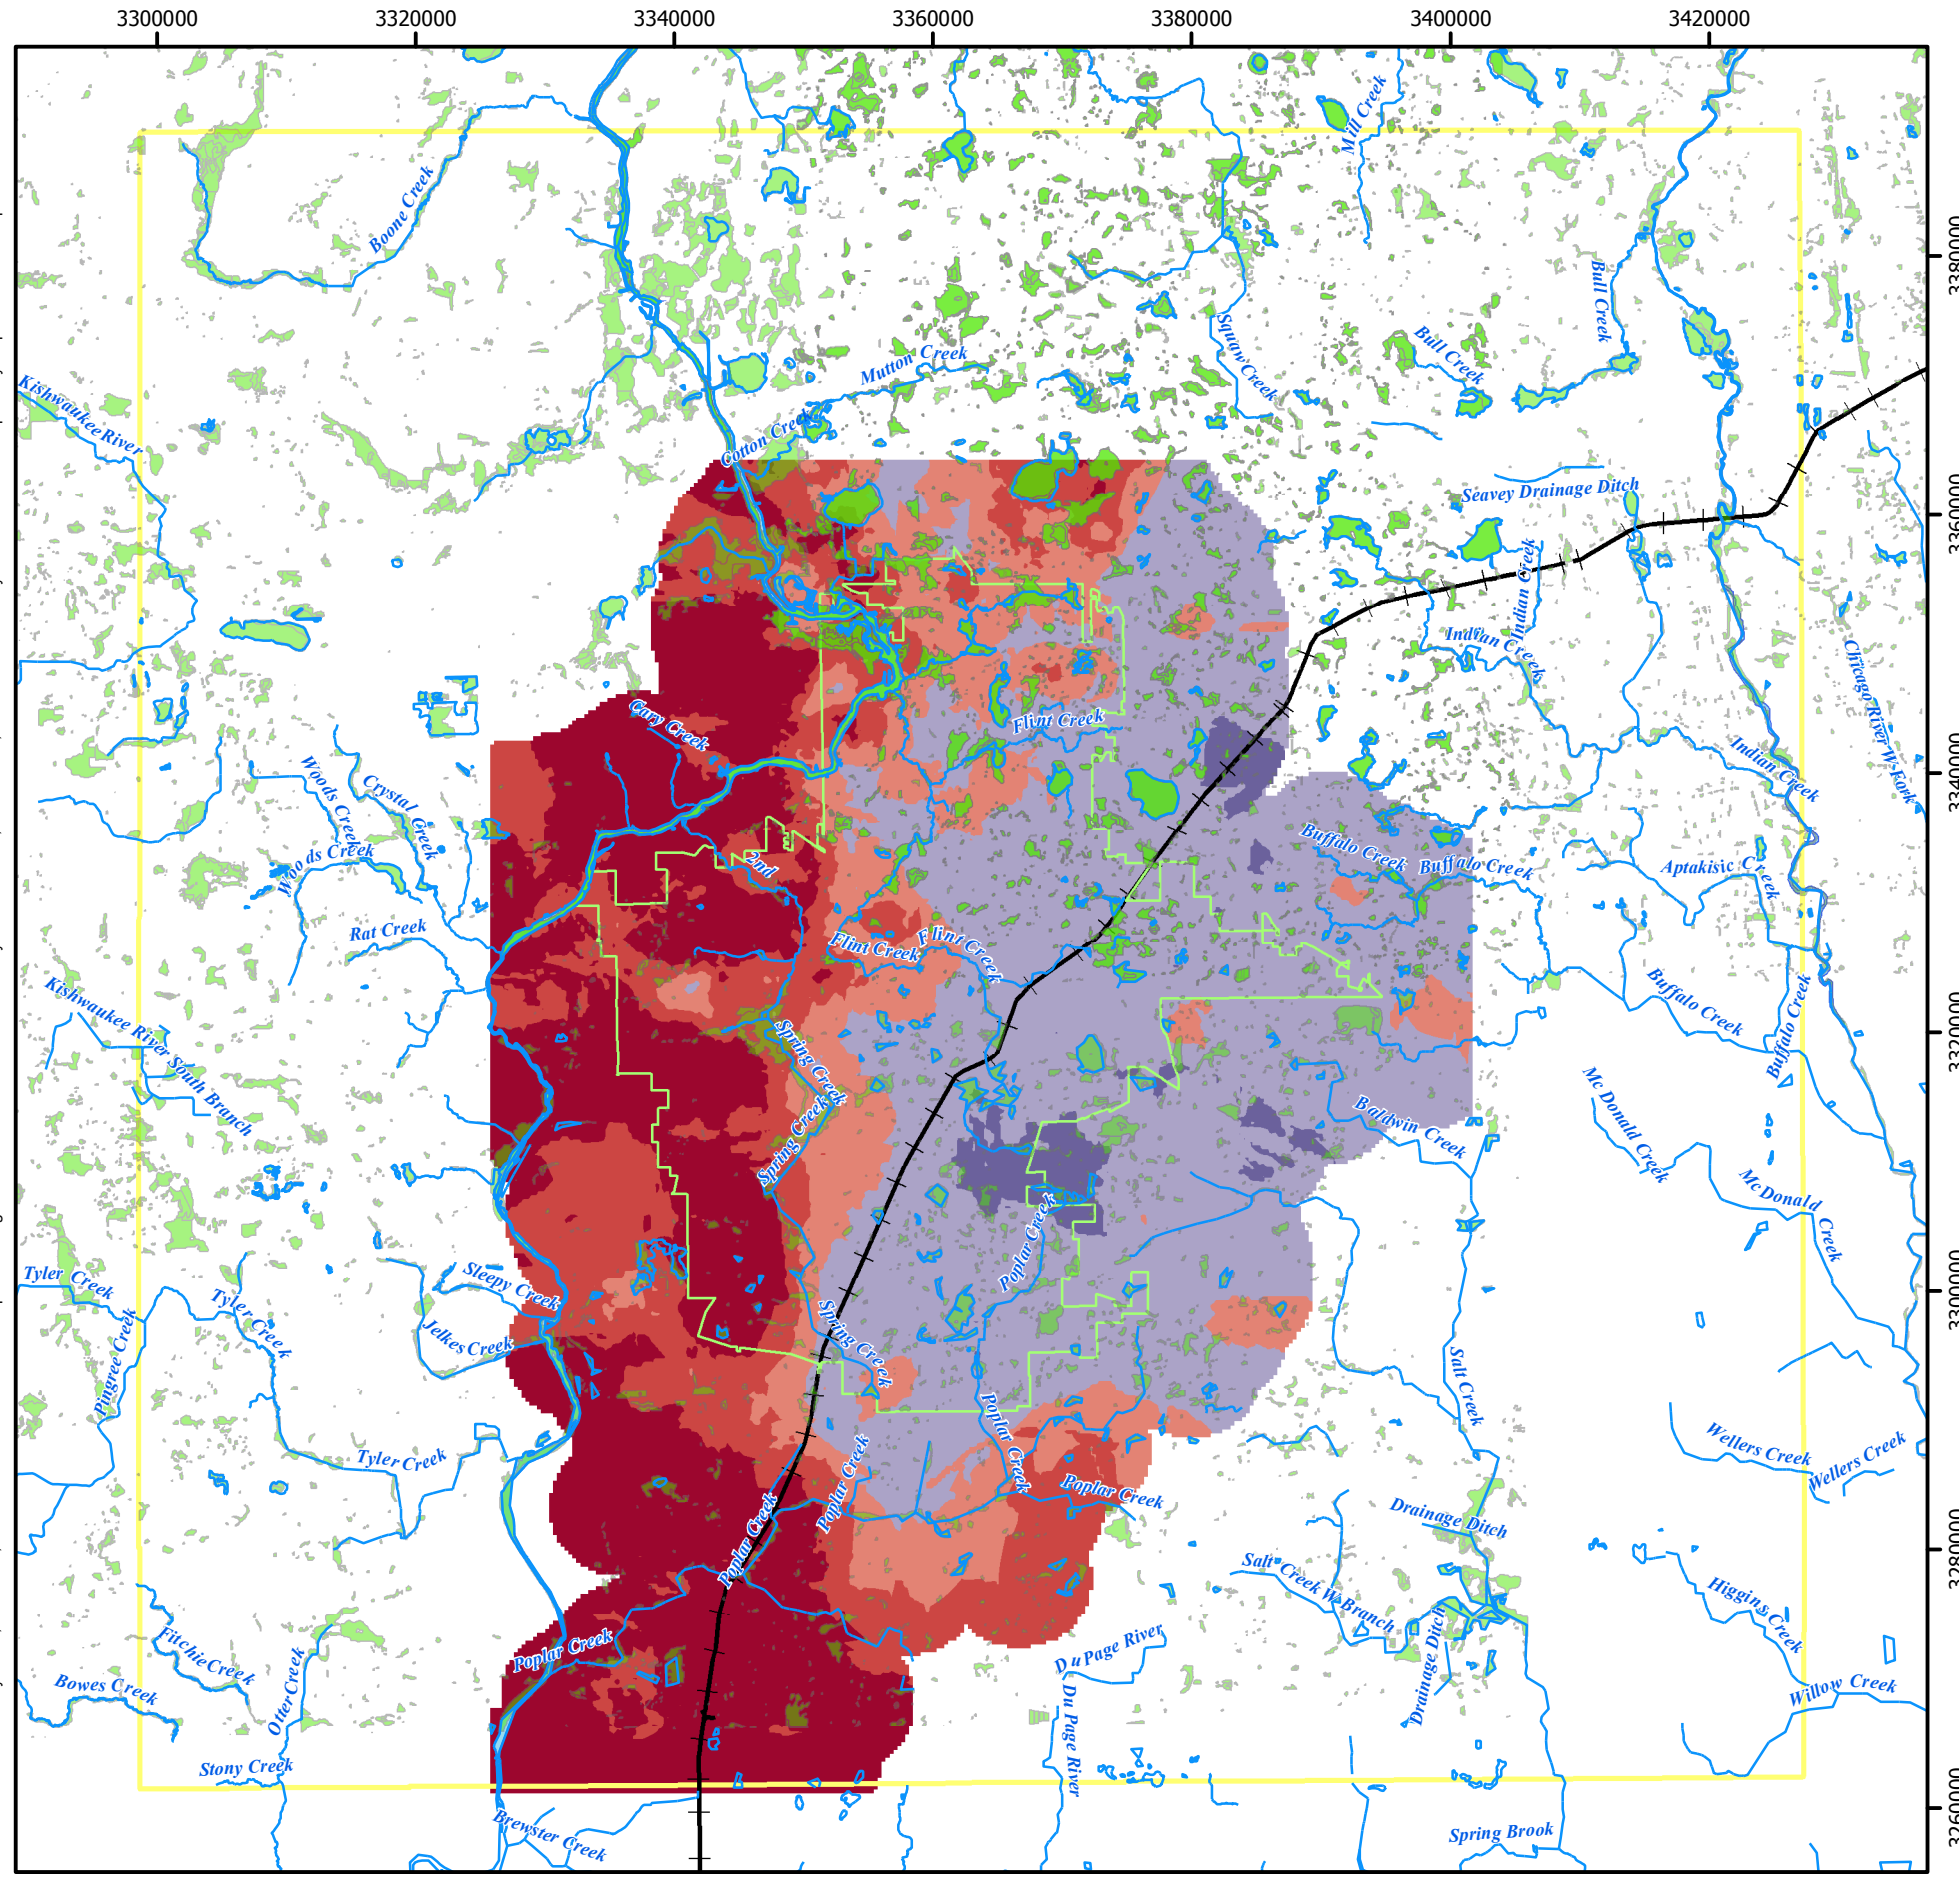 3300000
3320000
3340000
3360000
3380000
3400000
3420000
Mill Creek
Boone Creek
3380000
Bull Creek
Squaw Creek
Bull Creek
Mutton Creek
Kishwaukee River
Cotton Creek
Seavey Drainage Ditch
3360000
Indian Creek
Indian Creek
Chicago River W Fork
Cary Creek
Flint Creek
Indian Creek
3340000
Woods Creek
Crystal Creek
Woods Creek
2nd
Buffalo Creek
Buffalo Creek
Aptakisic Creek
Rat Creek
Flint Creek
Flint Creek
Kishwaukee River South Branch
Buffalo Creek
Buffalo Creek
3320000
Spring Creek
Spring Creek
Baldwin Creek
Mc Donald Creek
McDonald Creek
Poplar Creek
Tyler Creek
Tyler Creek
Sleepy Creek
3300000
Pingree Creek
Jelkes Creek
Spring Creek
Salt Creek
Tyler Creek
Poplar Creek
Poplar Creek
Poplar Creek
Poplar Creek
Wellers Creek
Wellers Creek
Drainage Ditch
3280000
Salt Creek W Branch
Higgins Creek
Fitchie Creek
Poplar Creek
Du Page River
Drainage Ditch
Bowes Creek
Otter Creek
Du Page River
Willow Creek
Stony Creek
Brewster Creek
Spring Brook
3260000